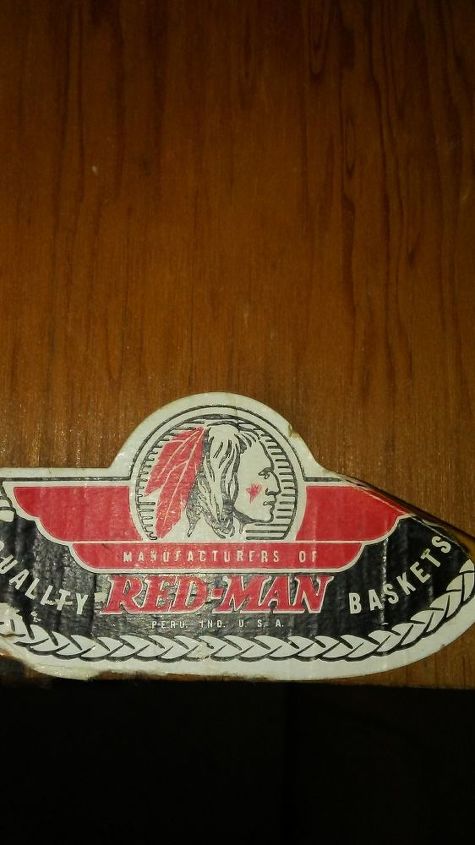 MANUFACTURERS OF
QUALITY RED-MAN BASKETS
PERU, IND. U.S.A.